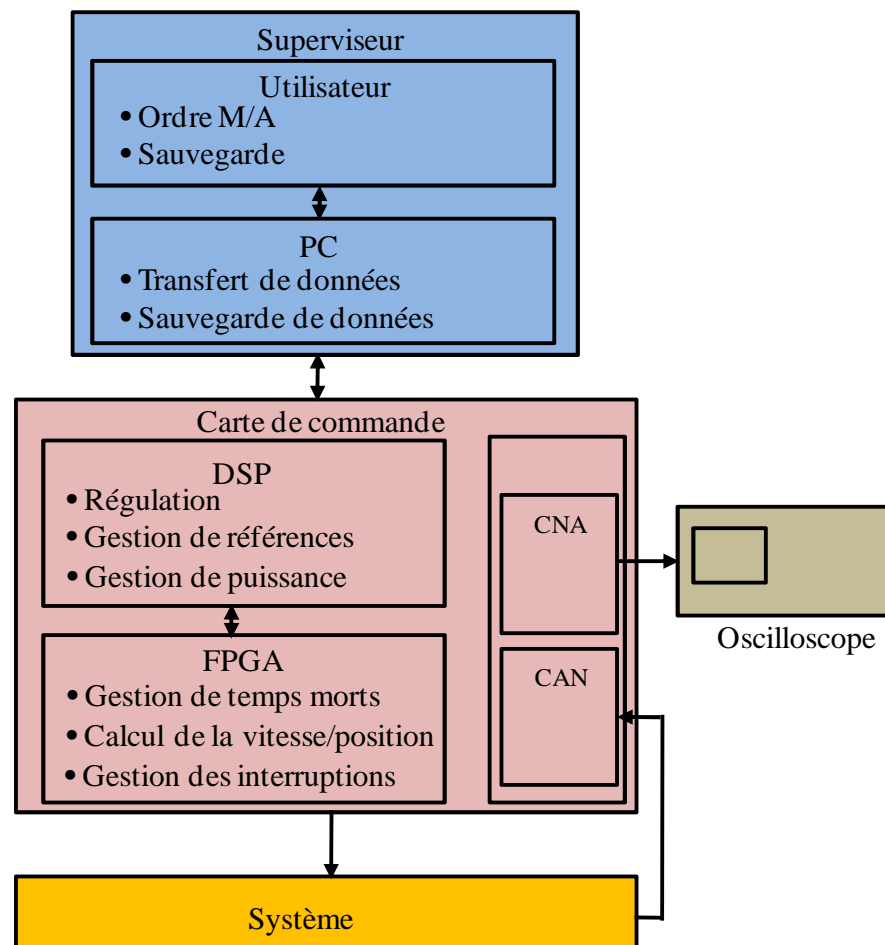 Superviseur
Utilisateur
• Ordre M/A
• Sauvegarde
PC
• Transfert de données
• Sauvegarde de données
Carte de commande
DSP
• Régulation
• Gestion de références
• Gestion de puissance
FPGA
• Gestion de temps morts
• Calcul de la vitesse/position
• Gestion des interruptions
CNA
CAN
Oscilloscope
Système